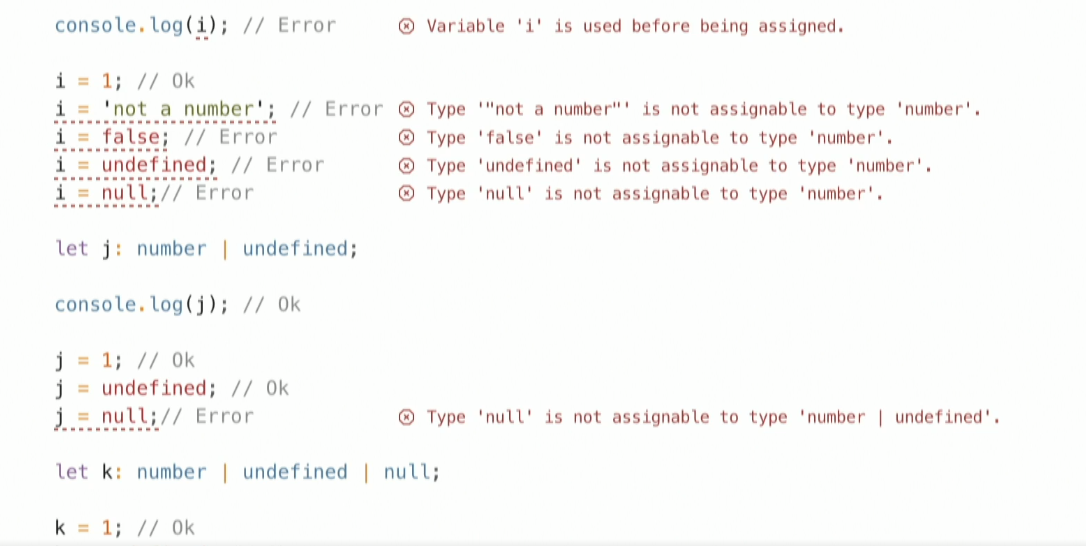 console.log(i); // Error ⊗ Variable 'i' is used before being assigned.
i = 1; // Ok
i = 'not a number'; // Error ⊗ Type '"not a number"' is not assignable to type 'number'.
i = false; // Error ⊗ Type 'false' is not assignable to type 'number'.
i = undefined; // Error ⊗ Type 'undefined' is not assignable to type 'number'.
i = null;// Error ⊗ Type 'null' is not assignable to type 'number'.
let j: number | undefined;
console.log(j); // Ok
j = 1; // Ok
j = undefined; // Ok
j = null;// Error ⊗ Type 'null' is not assignable to type 'number | undefined'.
let k: number | undefined | null;
k = 1; // Ok